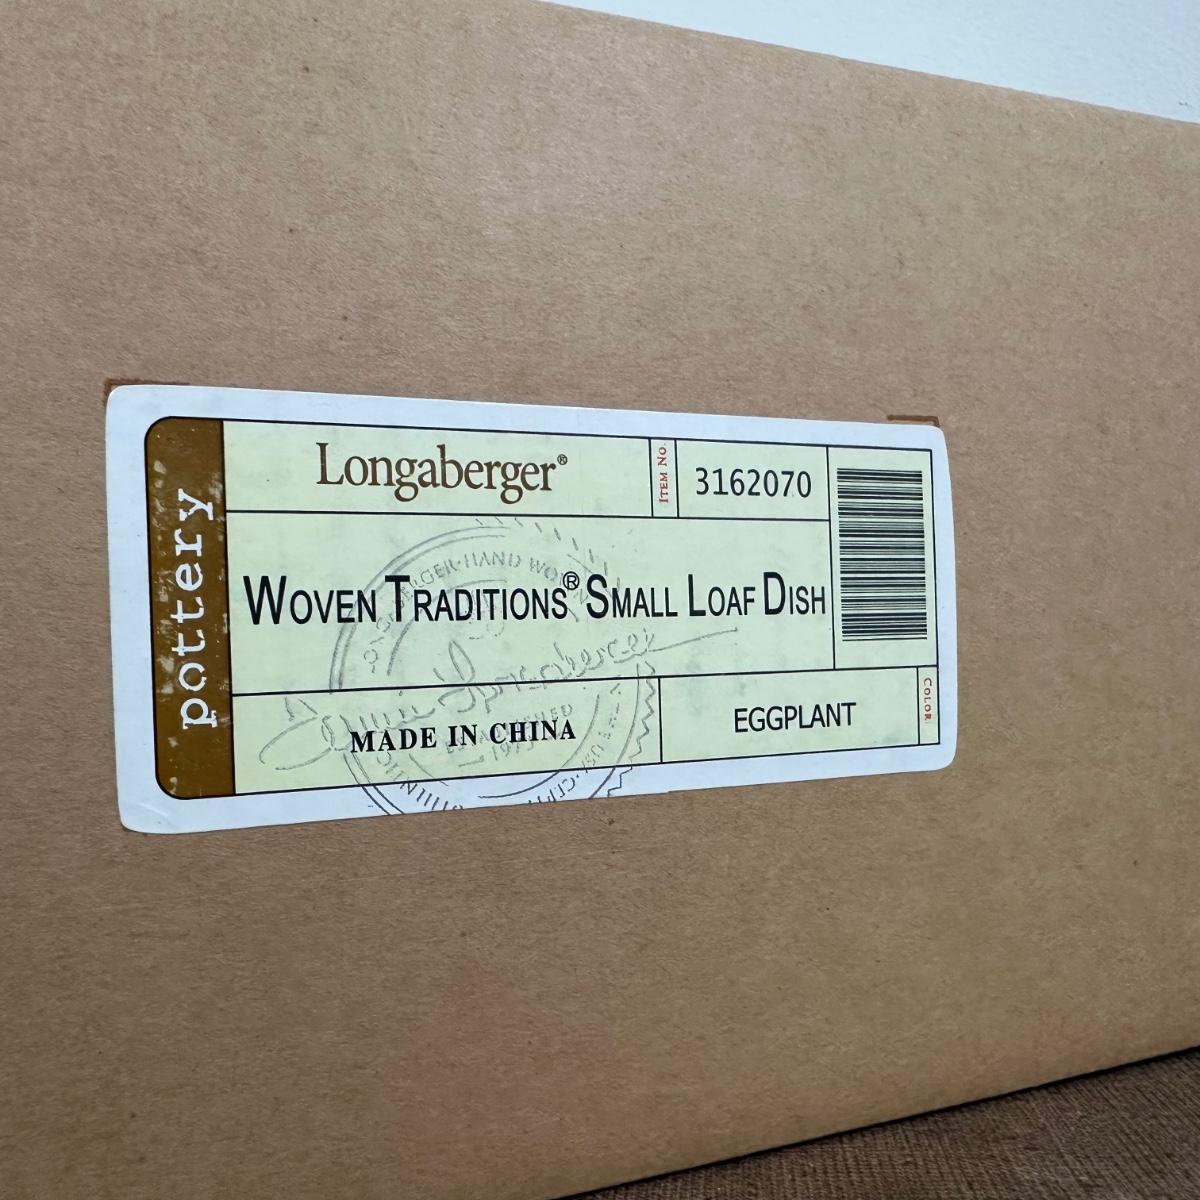 pottery
Longaberger®
ITEM NO.
3162070
WOVEN TRADITIONS® SMALL LOAF DISH
MADE IN CHINA
EGGPLANT
COLOR